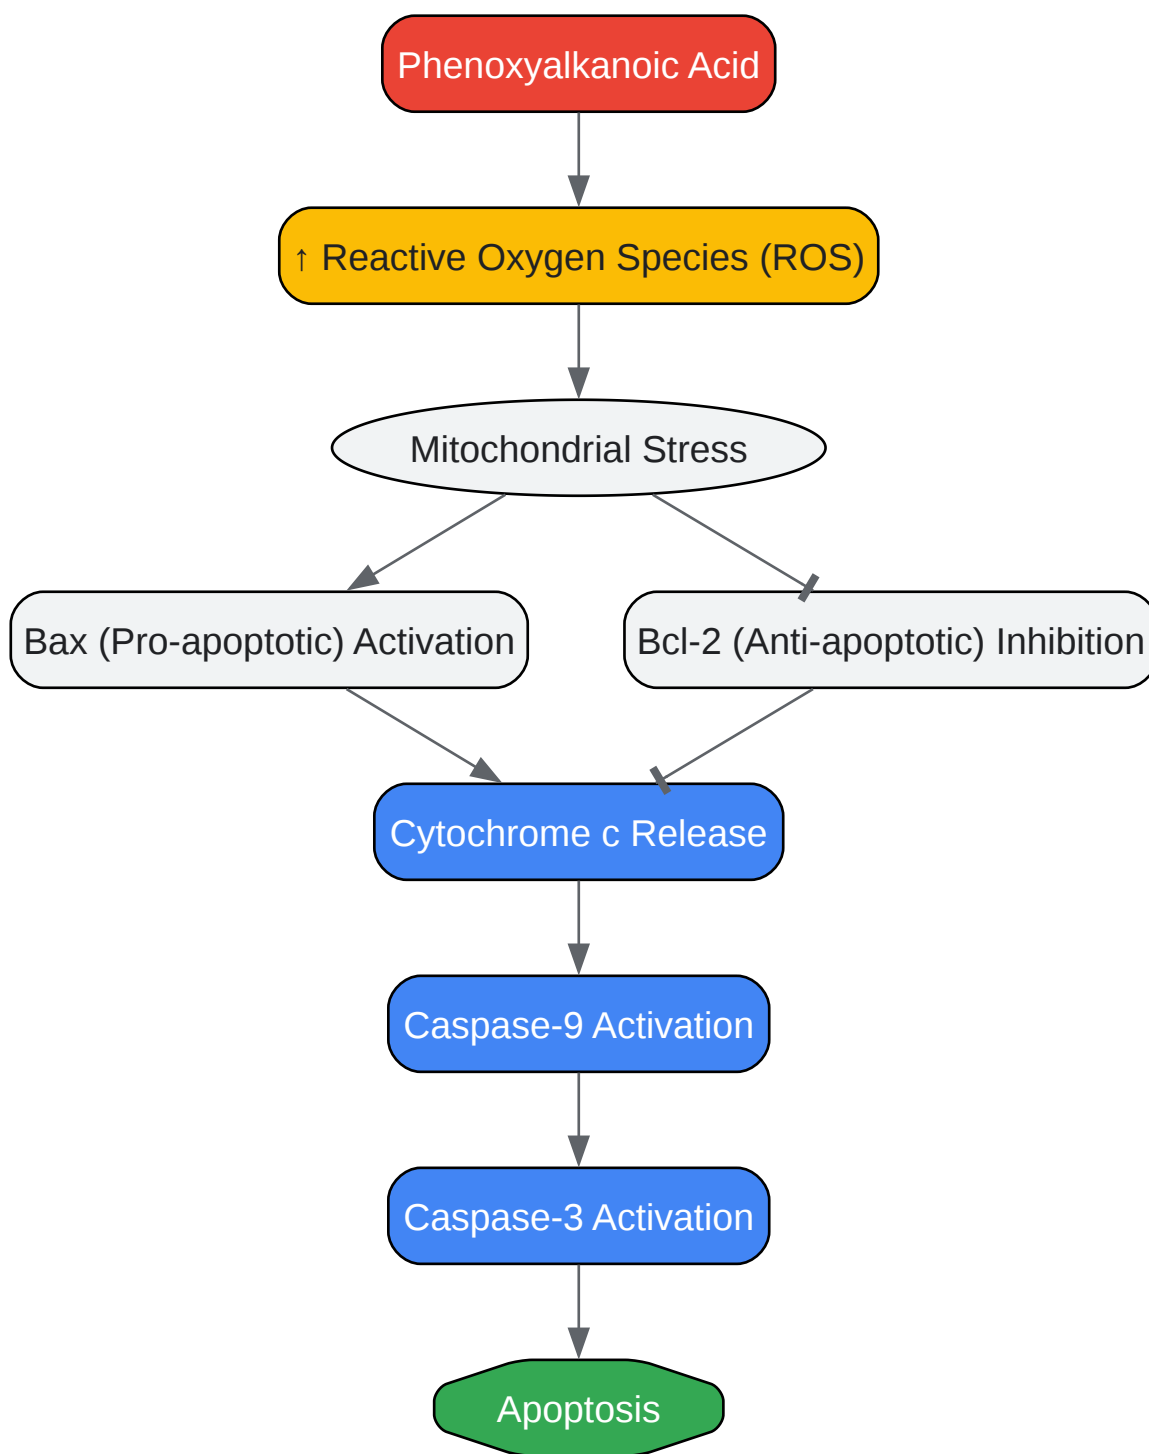 Phenoxyalkanoic Acid
↑ Reactive Oxygen Species (ROS)
Mitochondrial Stress
Bax (Pro-apoptotic) Activation
Bcl-2 (Anti-apoptotic) Inhibition
Cytochrome c Release
Caspase-9 Activation
Caspase-3 Activation
Apoptosis